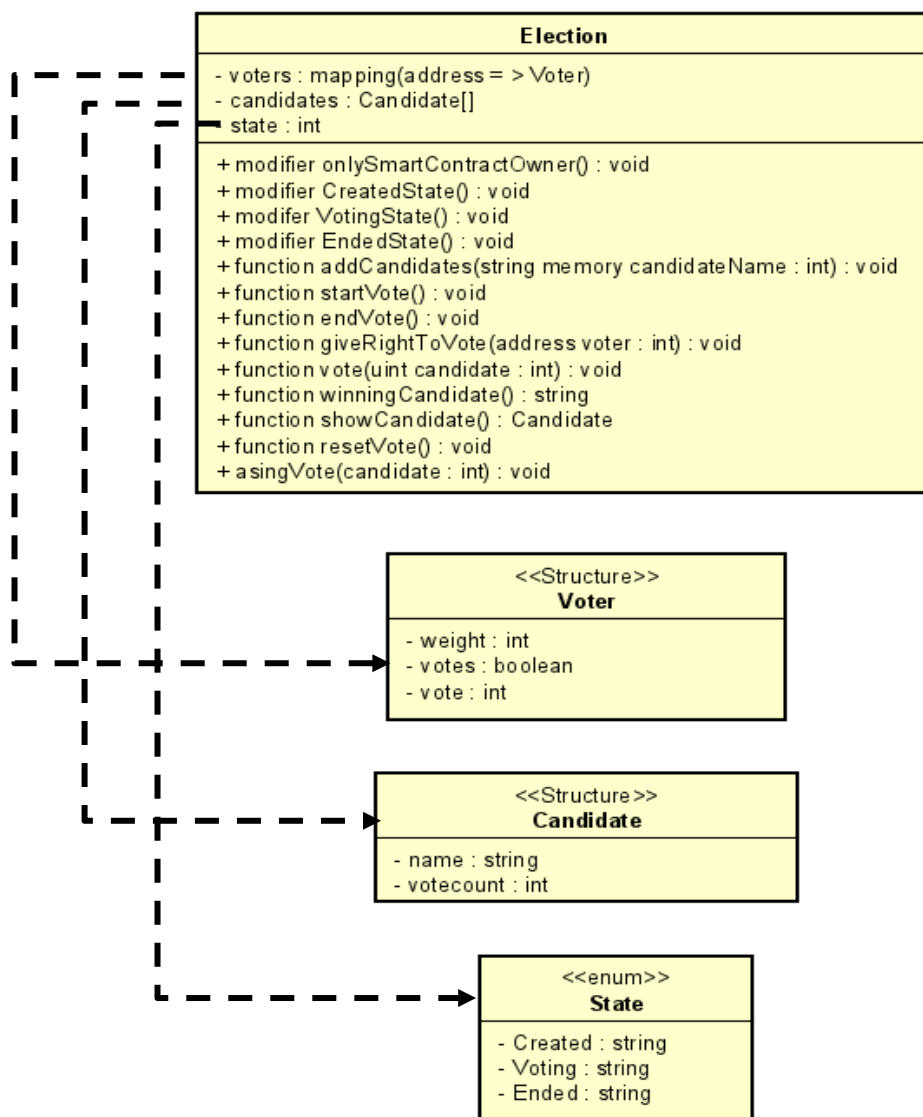 Election
- voters : mapping(address = > Voter)
- candidates : Candidate[]
- state : int
+ modifier onlySmartContractOwner() : void
+ modifier CreatedState() : void
+ modifer VotingState() : void
+ modifier EndedState() : void
+ function addCandidates(string memory candidateName : int) : void
+ function startVote() : void
+ function endVote() : void
+ function giveRightToVote(address voter : int) : void
+ function vote(uint candidate : int) : void
+ function winningCandidate() : string
+ function showCandidate() : Candidate
+ function resetVote() : void
+ asingVote(candidate : int) : void
<<Structure>>
Voter
- weight : int
- votes : boolean
- vote : int
<<Structure>>
Candidate
- name : string
- votecount : int
<<enum>>
State
- Created : string
- Voting : string
- Ended : string